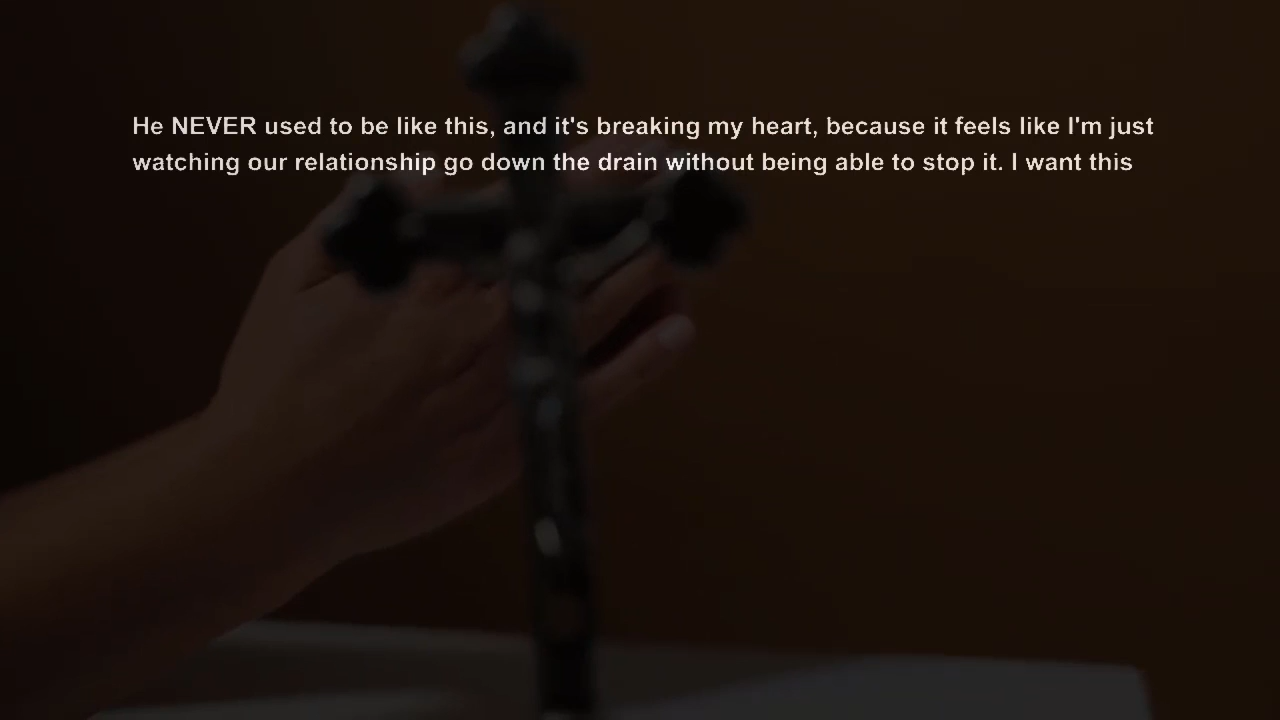 He NEVER used to be like this, and it's breaking my heart, because it feels like I'm just
watching our relationship go down the drain without being able to stop it. I want this